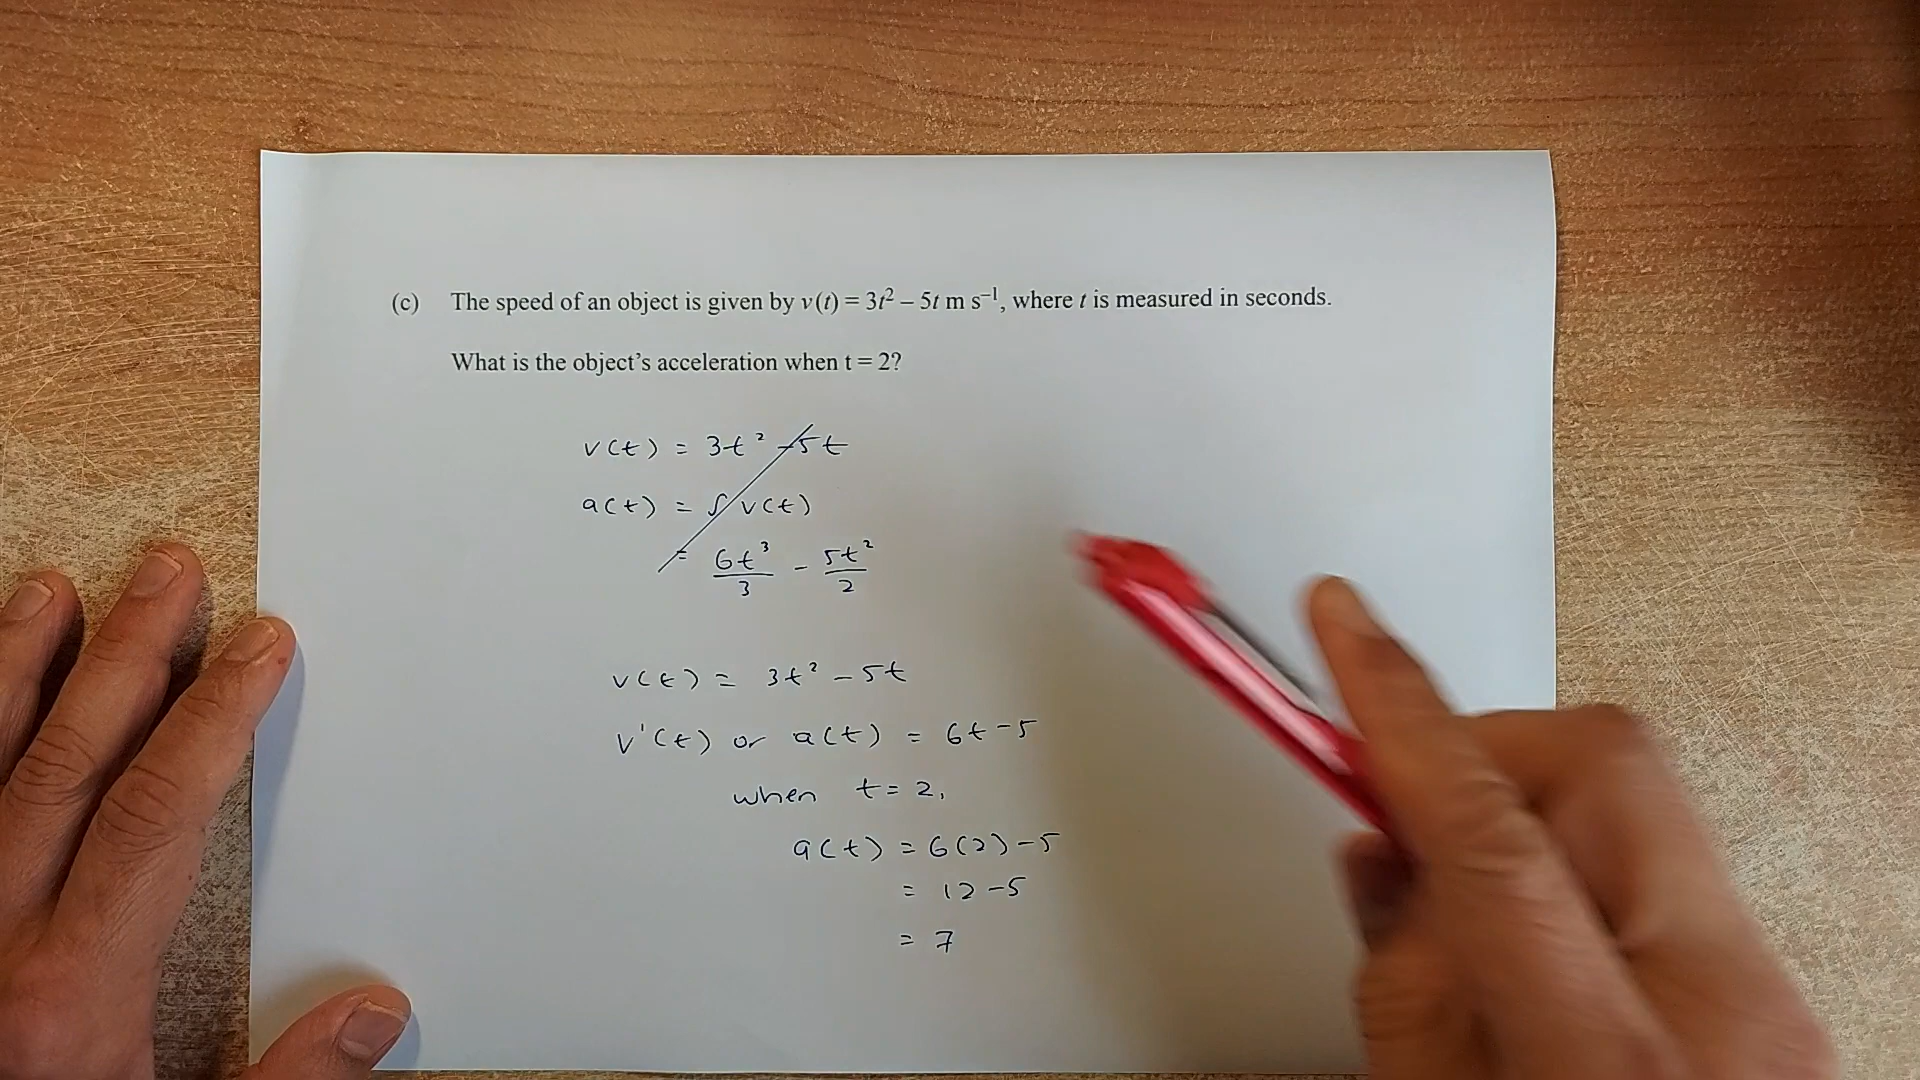 (c) The speed of an object is given by v(t) = 3t² – 5t m s⁻¹, where t is measured in seconds.
What is the object’s acceleration when t = 2?
v(t) = 3t² - 5t
a(t) = ∫ v(t)
= 6t³/3 - 5t²/2
v(t) = 3t² - 5t
v'(t) or a(t) = 6t - 5
when t = 2,
a(t) = 6(2) - 5
= 12 - 5
= 7